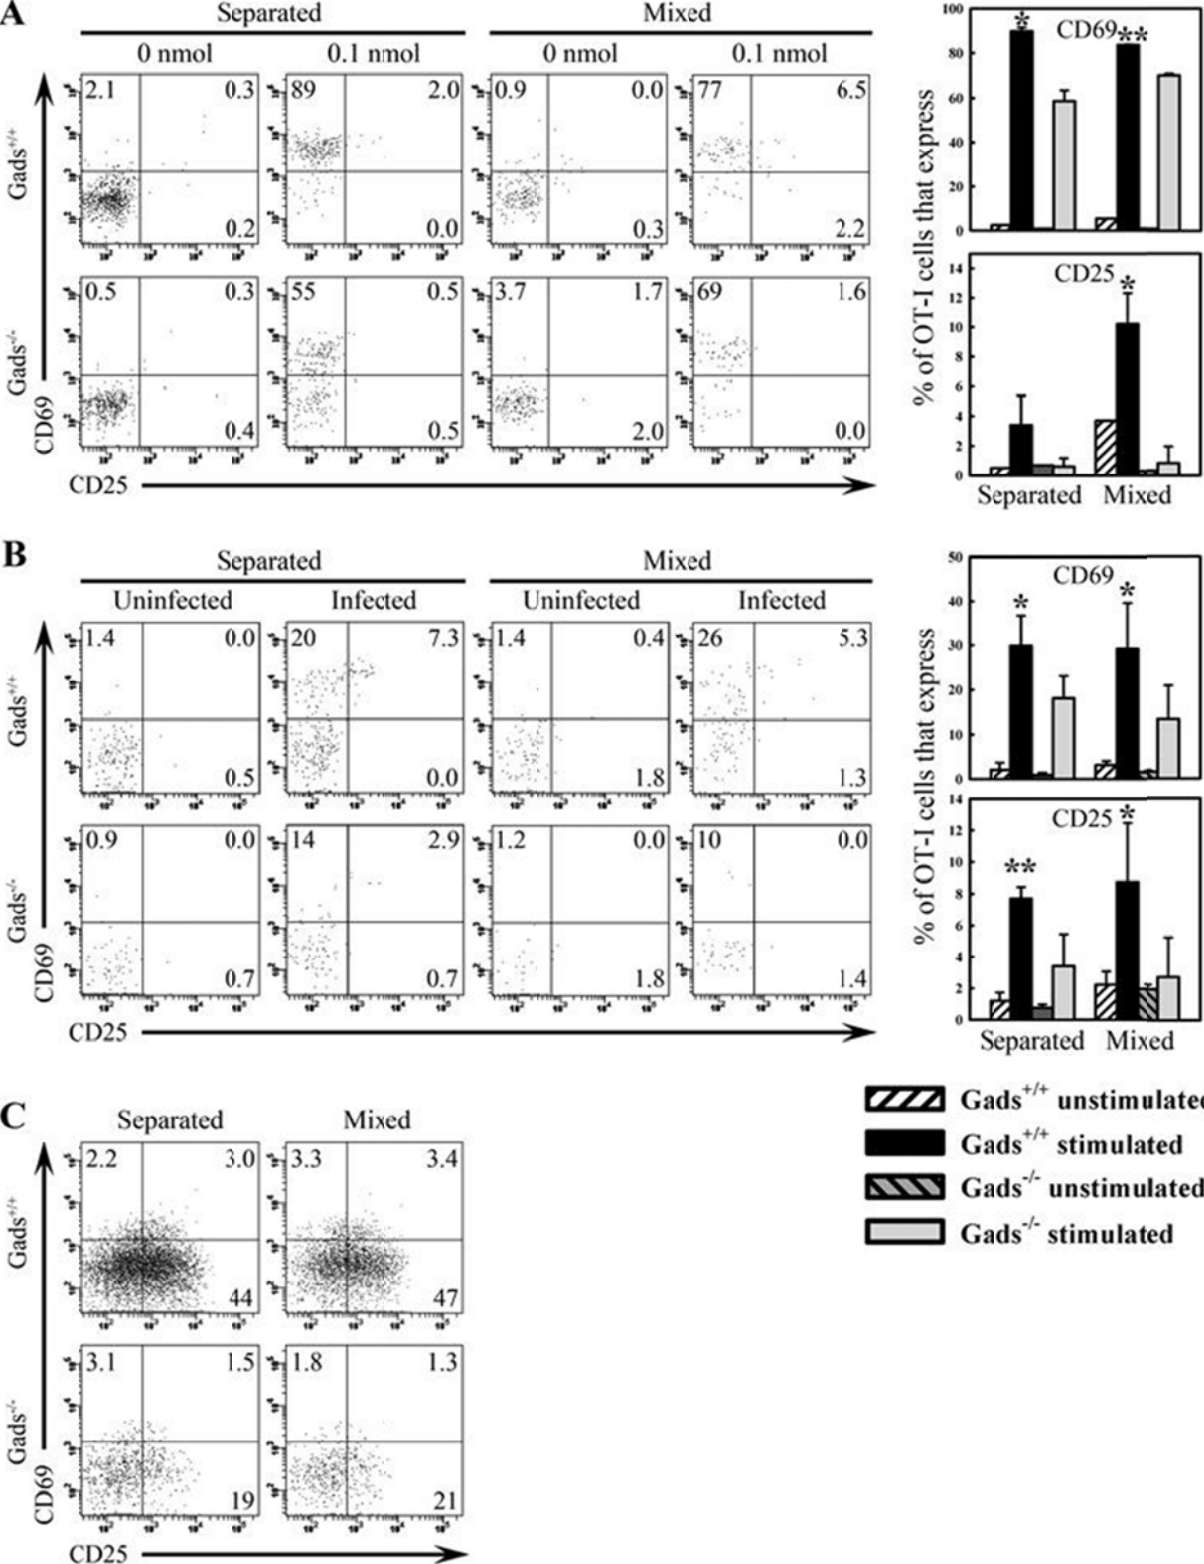 A
Separated Mixed
0 nmol 0.1 nmol 0 nmol 0.1 nmol
Gads+/+
2.1 0.3 89 2.0 0.9 0.0 77 6.5
0.2 0.0 0.3 2.2
Gads-/-
0.5 0.3 55 0.5 3.7 1.7 69 1.6
0.4 0.5 2.0 0.0
CD69
CD25
% of OT-I cells that express
CD69
* **
100
80
60
40
20
0
CD25
*
14
12
10
8
6
4
2
0
Separated Mixed
B
Separated Mixed
Uninfected Infected Uninfected Infected
Gads+/+
1.4 0.0 20 7.3 1.4 0.4 26 5.3
0.5 0.0 1.8 1.3
Gads-/-
0.9 0.0 14 2.9 1.2 0.0 10 0.0
0.7 0.7 1.8 1.4
CD69
CD25
% of OT-I cells that express
CD69
* *
50
40
30
20
10
0
CD25
** *
14
12
10
8
6
4
2
0
Separated Mixed
C
Separated Mixed
Gads+/+
2.2 3.0 3.3 3.4
44 47
Gads-/-
3.1 1.5 1.8 1.3
19 21
CD69
CD25
Gads+/+ unstimulated
Gads+/+ stimulated
Gads-/- unstimulated
Gads-/- stimulated